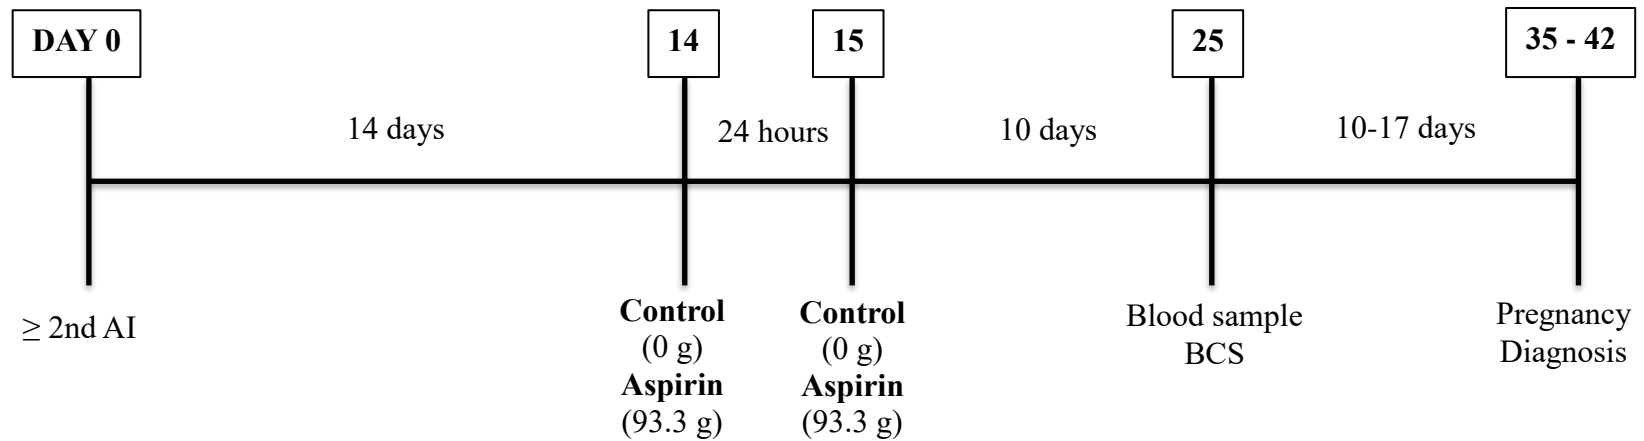 DAY 0
14
15
25
35 - 42
14 days
24 hours
10 days
10-17 days
≥ 2nd AI
Control
(0 g)
Aspirin
(93.3 g)
Control
(0 g)
Aspirin
(93.3 g)
Blood sample
BCS
Pregnancy
Diagnosis